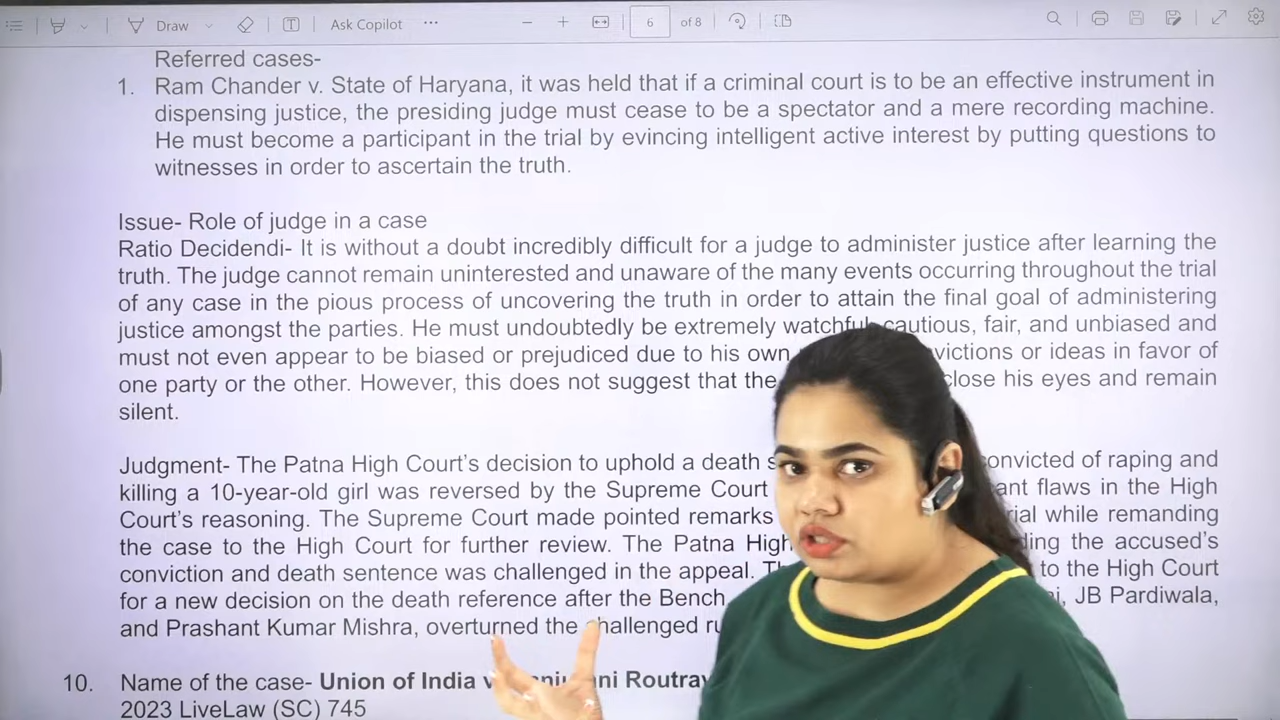 Draw
Ask Copilot
6 of 8
Referred cases-
1. Ram Chander v. State of Haryana, it was held that if a criminal court is to be an effective instrument in
dispensing justice, the presiding judge must cease to be a spectator and a mere recording machine.
He must become a participant in the trial by evincing intelligent active interest by putting questions to
witnesses in order to ascertain the truth.
Issue- Role of judge in a case
Ratio Decidendi- It is without a doubt incredibly difficult for a judge to administer justice after learning the
truth. The judge cannot remain uninterested and unaware of the many events occurring throughout the trial
of any case in the pious process of uncovering the truth in order to attain the final goal of administering
justice amongst the parties. He must undoubtedly be extremely watchful, cautious, fair, and unbiased and
must not even appear to be biased or prejudiced due to his own or ideas in favor of
one party or the other. However, this does not suggest that the close his eyes and remain
silent.
Judgment- The Patna High Court's decision to uphold a death convicted of raping and
killing a 10-year-old girl was reversed by the Supreme Court flaws in the High
Court's reasoning. The Supreme Court made pointed remarks while remanding
the case to the High Court for further review. The Patna High the accused's
conviction and death sentence was challenged in the appeal. to the High Court
for a new decision on the death reference after the Bench JB Pardiwala,
and Prashant Kumar Mishra, overturned the challenged
10. Name of the case- Union of India Routray
2023 LiveLaw (SC) 745